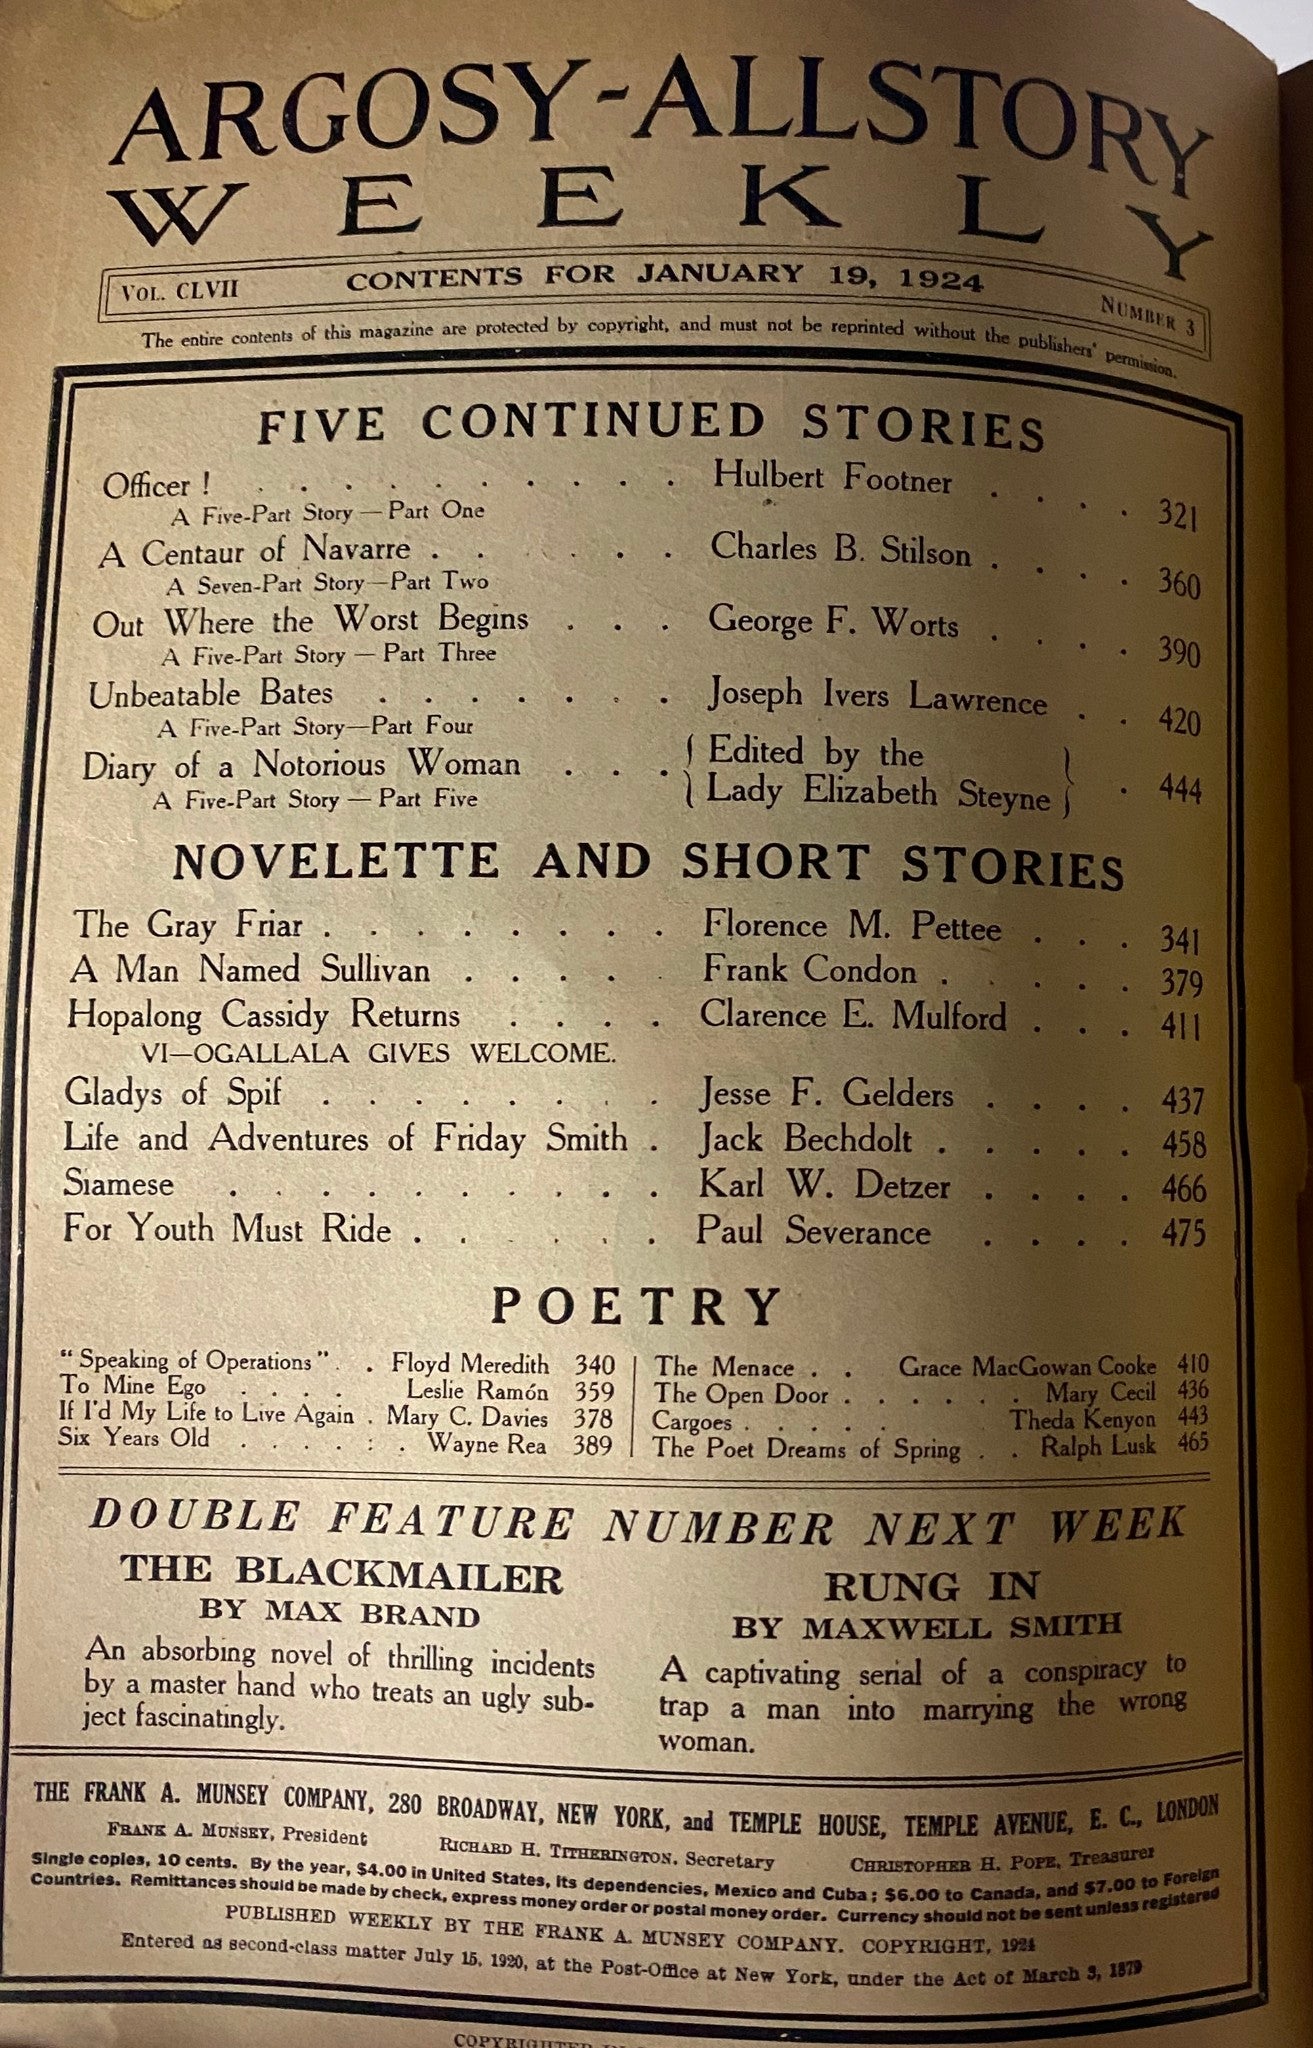 ARGOSY-ALLSTORY
WEEKLY
VOL. CLVII CONTENTS FOR JANUARY 19, 1924 NUMBER 3
The entire contents of this magazine are protected by copyright, and must not be reprinted without the publishers' permission.
FIVE CONTINUED STORIES
Officer! . . . . . . . . . . Hulbert Footner . . . . 321
A Five-Part Story — Part One
A Centaur of Navarre . . . . . . Charles B. Stilson . . . . 360
A Seven-Part Story — Part Two
Out Where the Worst Begins . . . George F. Worts . . . . 390
A Five-Part Story — Part Three
Unbeatable Bates . . . . . . . Joseph Ivers Lawrence . . 420
A Five-Part Story—Part Four
Diary of a Notorious Woman . . . { Edited by the
Lady Elizabeth Steyne } . 444
A Five-Part Story — Part Five
NOVELETTE AND SHORT STORIES
The Gray Friar . . . . . . . . Florence M. Pettee . . . 341
A Man Named Sullivan . . . . . Frank Condon . . . . . 379
Hopalong Cassidy Returns . . . . Clarence E. Mulford . . . 411
VI—OGALLALA GIVES WELCOME.
Gladys of Spif . . . . . . . . Jesse F. Gelders . . . . 437
Life and Adventures of Friday Smith . Jack Bechdolt . . . . . 458
Siamese . . . . . . . . . . Karl W. Detzer . . . . 466
For Youth Must Ride . . . . . . Paul Severance . . . . 475
POETRY
"Speaking of Operations" . . Floyd Meredith 340
To Mine Ego . . . . Leslie Ramón 359
If I'd My Life to Live Again . Mary C. Davies 378
Six Years Old . . . . : . Wayne Rea 389
The Menace . . Grace MacGowan Cooke 410
The Open Door . . . . . . Mary Cecil 436
Cargoes . . . . . Theda Kenyon 443
The Poet Dreams of Spring . . Ralph Lusk 465
DOUBLE FEATURE NUMBER NEXT WEEK
THE BLACKMAILER
BY MAX BRAND
An absorbing novel of thrilling incidents
by a master hand who treats an ugly sub-
ject fascinatingly.
RUNG IN
BY MAXWELL SMITH
A captivating serial of a conspiracy to
trap a man into marrying the wrong
woman.
THE FRANK A. MUNSEY COMPANY, 280 BROADWAY, NEW YORK, and TEMPLE HOUSE, TEMPLE AVENUE, E. C., LONDON
FRANK A. MUNSEY, President RICHARD H. TITHERINGTON, Secretary CHRISTOPHER H. POPE, Treasurer
Single copies, 10 cents. By the year, $4.00 in United States, its dependencies, Mexico and Cuba; $6.00 to Canada, and $7.00 to Foreign
Countries. Remittances should be made by check, express money order or postal money order. Currency should not be sent unless registered
PUBLISHED WEEKLY BY THE FRANK A. MUNSEY COMPANY. COPYRIGHT, 1924
Entered as second-class matter July 15, 1920, at the Post-Office at New York, under the Act of March 3, 1879